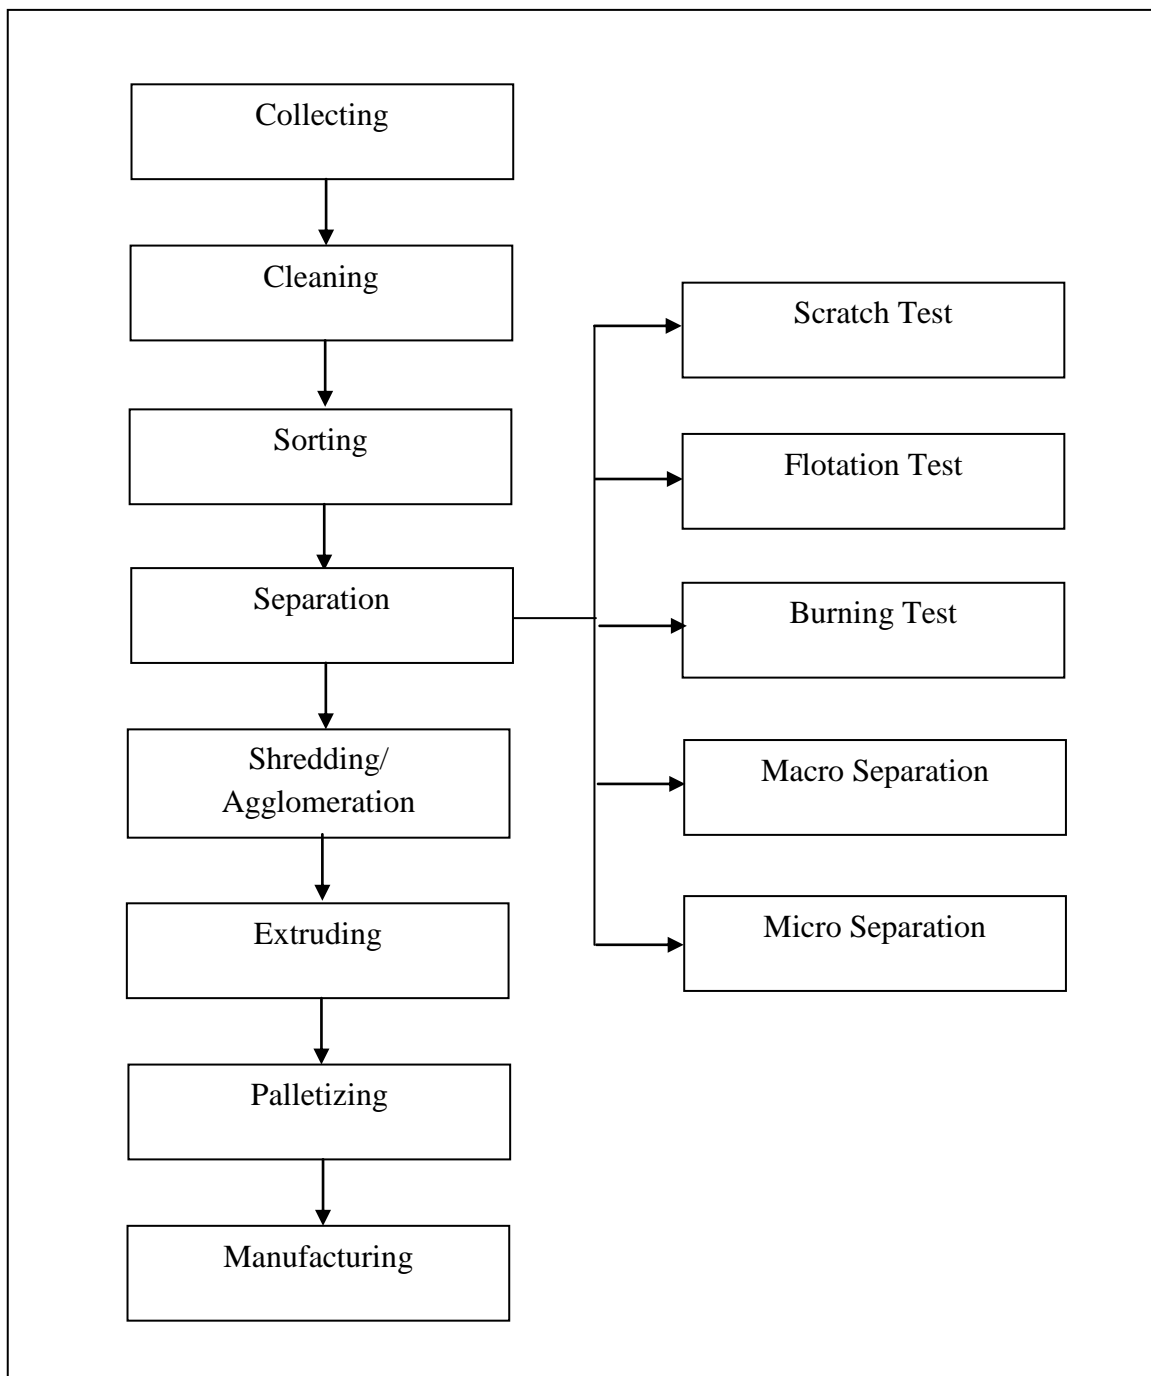 Collecting
Cleaning
Sorting
Separation
Shredding/
Agglomeration
Extruding
Palletizing
Manufacturing
Scratch Test
Flotation Test
Burning Test
Macro Separation
Micro Separation